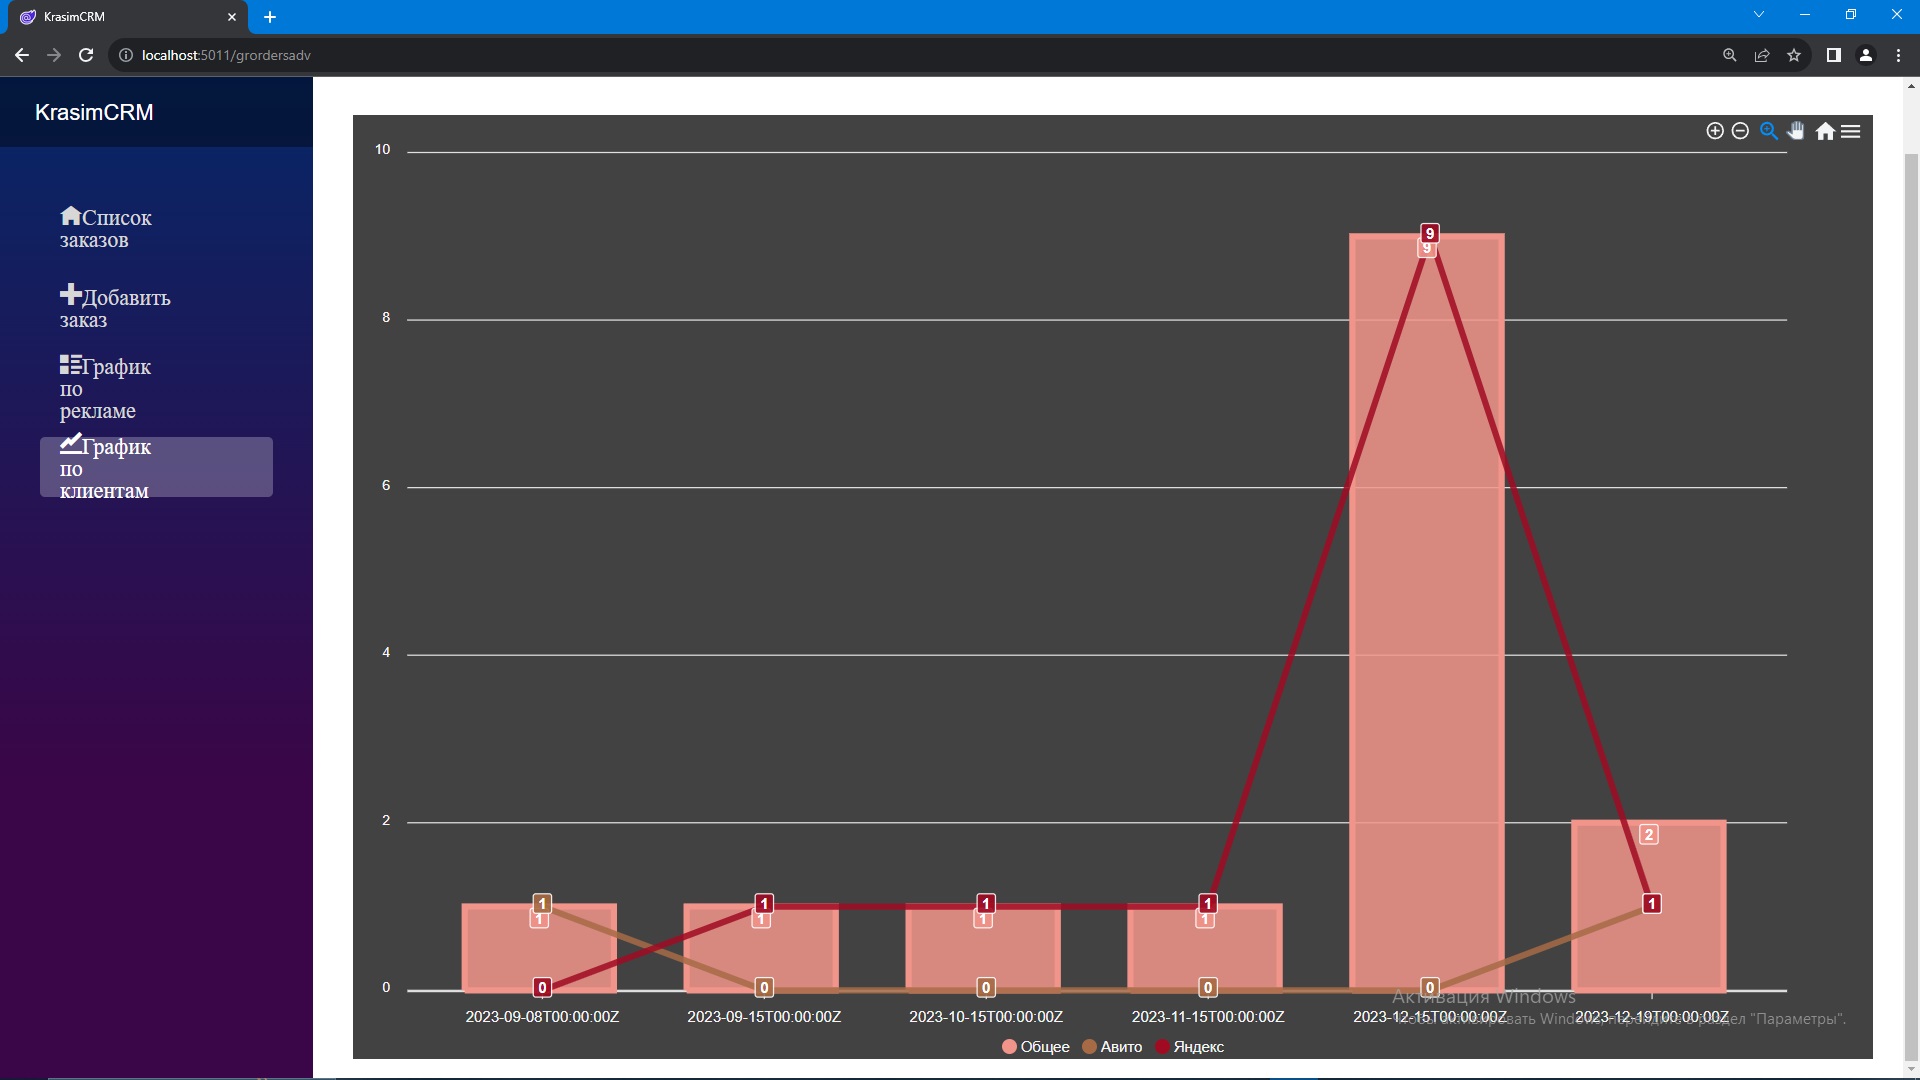 KrasimCRM
localhost:5011/grordersadv
KrasimCRM
Список
заказов
Добавить
заказ
График
по
рекламе
График
по
клиентам
10
8
6
4
2
0
9
9
2
1
1
1
1
1
1
1
1
1
0
0
0
0
0
2023-09-08T00:00:00Z
2023-09-15T00:00:00Z
2023-10-15T00:00:00Z
2023-11-15T00:00:00Z
2023-12-15T00:00:00Z
2023-12-19T00:00:00Z
Активация Windows
Чтобы активировать Windows, перейдите в раздел "Параметры".
Общее
Авито
Яндекс